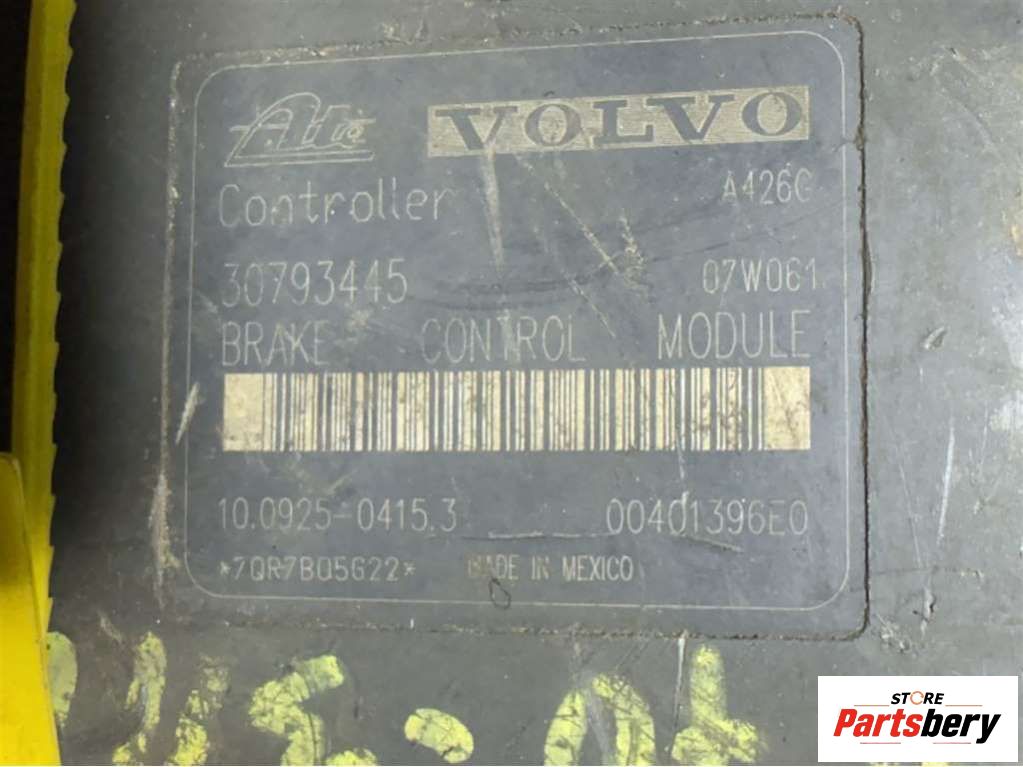 Ate VOLVO
Controller A426C
30793445 07W061
BRAKE CONTROL MODULE
10.0925-0415.3 00401396E0
*7QR7BQ5G22* MADE IN MEXICO
STORE
Partsbery